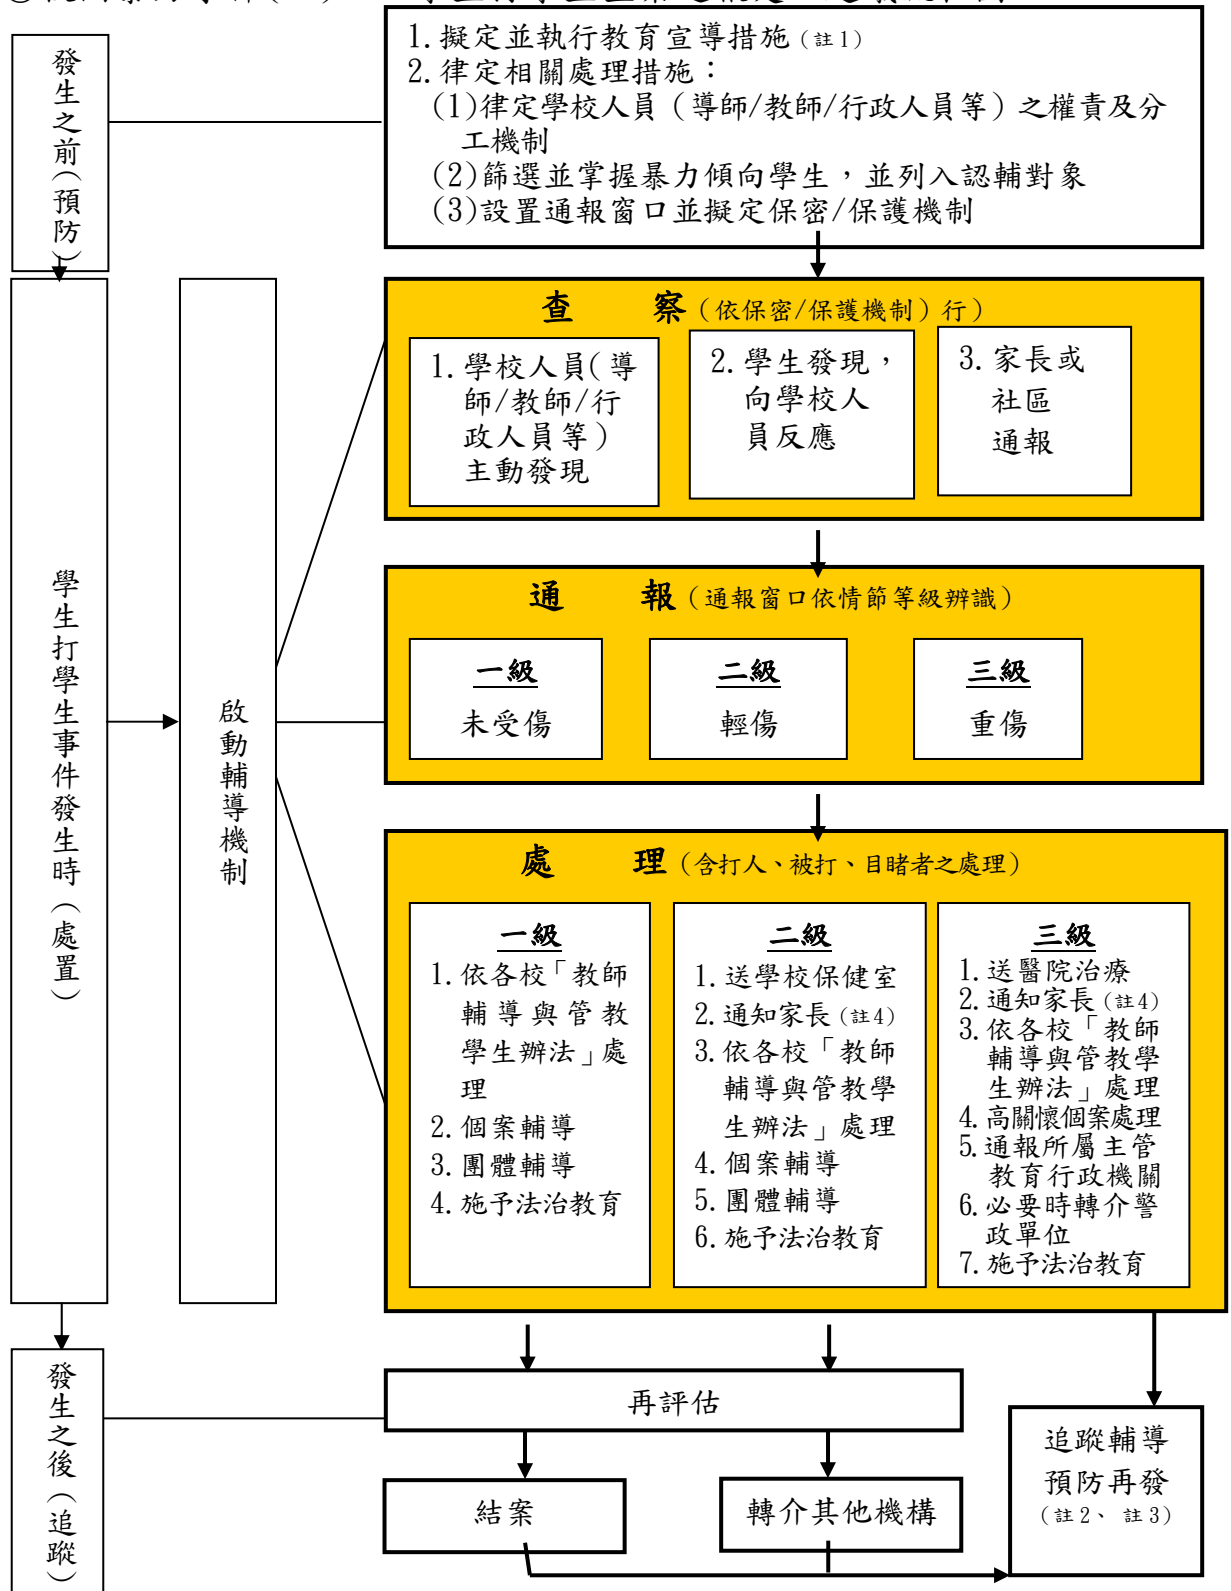 發生之前(預防)
1.擬定並執行教育宣導措施(註1)
2.律定相關處理措施：
(1)律定學校人員（導師/教師/行政人員等）之權責及分
工機制
(2)篩選並掌握暴力傾向學生，並列入認輔對象
(3)設置通報窗口並擬定保密/保護機制
學生打學生事件發生時（處置）
啟動輔導機制
查 察（依保密/保護機制）行）
1.學校人員(導
師/教師/行
政人員等）
主動發現
2.學生發現，
向學校人
員反應
3.家長或
社區
通報
通 報（通報窗口依情節等級辨識）
一級
未受傷
二級
輕傷
三級
重傷
處 理（含打人、被打、目睹者之處理）
一級
1.依各校「教師
輔導與管教
學生辦法」處
理
2.個案輔導
3.團體輔導
4.施予法治教育
二級
1.送學校保健室
2.通知家長(註4)
3.依各校「教師
輔導與管教學
生辦法」處理
4.個案輔導
5.團體輔導
6.施予法治教育
三級
1.送醫院治療
2.通知家長(註4)
3.依各校「教師
輔導與管教學
生辦法」處理
4.高關懷個案處理
5.通報所屬主管
教育行政機關
6.必要時轉介警
政單位
7.施予法治教育
發生之後（追蹤）
再評估
結案
轉介其他機構
追蹤輔導
預防再發
(註2、註3)